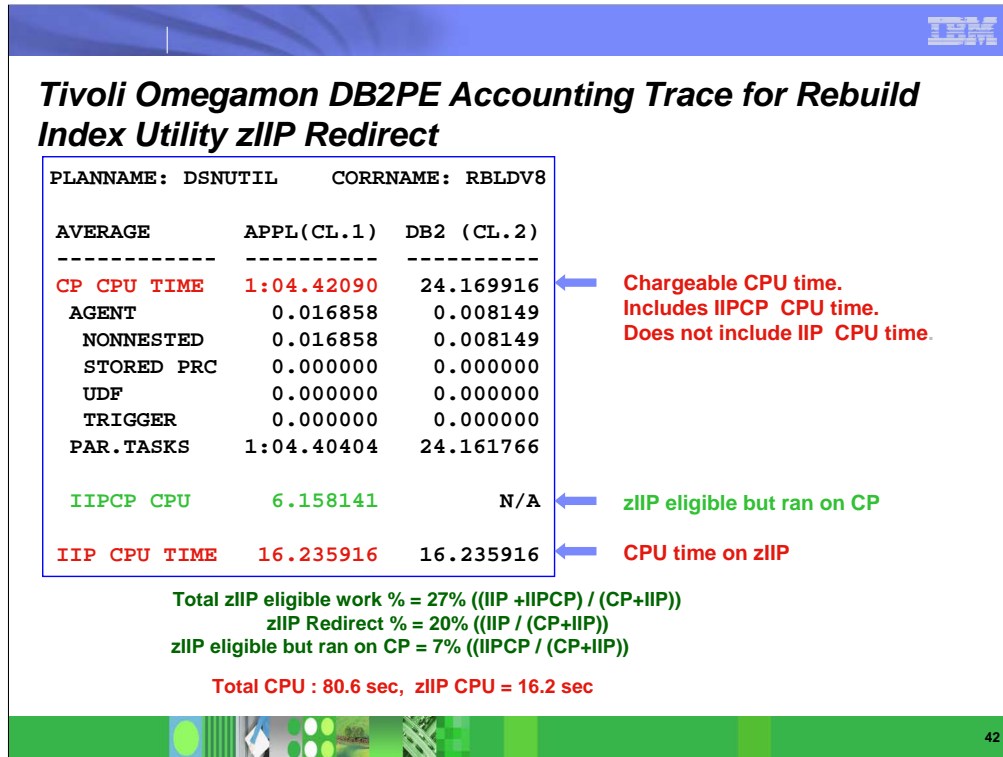 IBM
Tivoli Omegamon DB2PE Accounting Trace for Rebuild
Index Utility zIIP Redirect
PLANNAME: DSNUTIL CORRNAME: RBLDV8
AVERAGE APPL(CL.1) DB2 (CL.2)
------------ ---------- ----------
CP CPU TIME 1:04.42090 24.169916
AGENT 0.016858 0.008149
NONNESTED 0.016858 0.008149
STORED PRC 0.000000 0.000000
UDF 0.000000 0.000000
TRIGGER 0.000000 0.000000
PAR.TASKS 1:04.40404 24.161766
IIPCP CPU 6.158141 N/A
IIP CPU TIME 16.235916 16.235916
Chargeable CPU time.
Includes IIPCP CPU time.
Does not include IIP CPU time.
zIIP eligible but ran on CP
CPU time on zIIP
Total zIIP eligible work % = 27% ((IIP +IIPCP) / (CP+IIP))
zIIP Redirect % = 20% ((IIP / (CP+IIP))
zIIP eligible but ran on CP = 7% ((IIPCP / (CP+IIP))
Total CPU : 80.6 sec, zIIP CPU = 16.2 sec
42